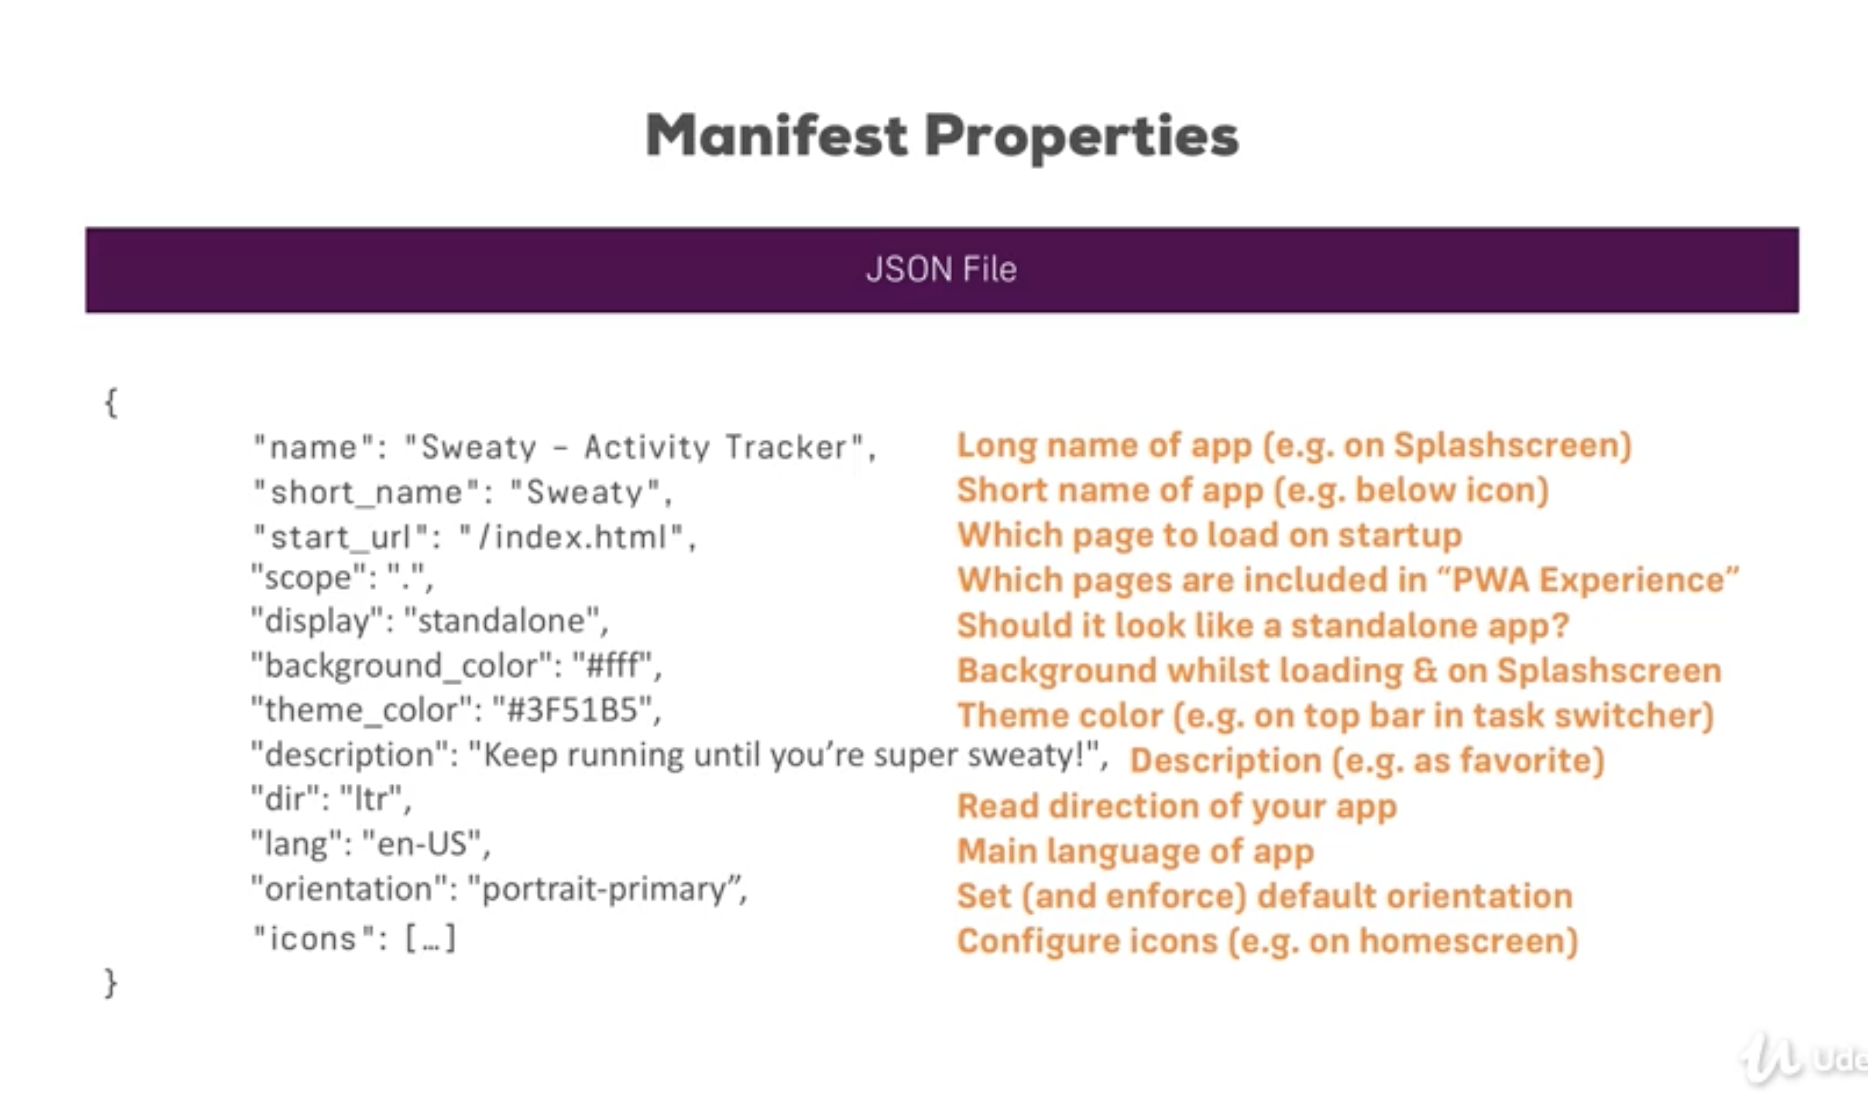 Manifest Properties
JSON File
{
"name": "Sweaty – Activity Tracker", Long name of app (e.g. on Splashscreen)
"short_name": "Sweaty", Short name of app (e.g. below icon)
"start_url": "/index.html", Which page to load on startup
"scope": ".", Which pages are included in “PWA Experience”
"display": "standalone", Should it look like a standalone app?
"background_color": "#fff", Background whilst loading & on Splashscreen
"theme_color": "#3F51B5", Theme color (e.g. on top bar in task switcher)
"description": "Keep running until you’re super sweaty!", Description (e.g. as favorite)
"dir": "ltr", Read direction of your app
"lang": "en-US", Main language of app
"orientation": "portrait-primary”, Set (and enforce) default orientation
"icons": […] Configure icons (e.g. on homescreen)
}
Ude